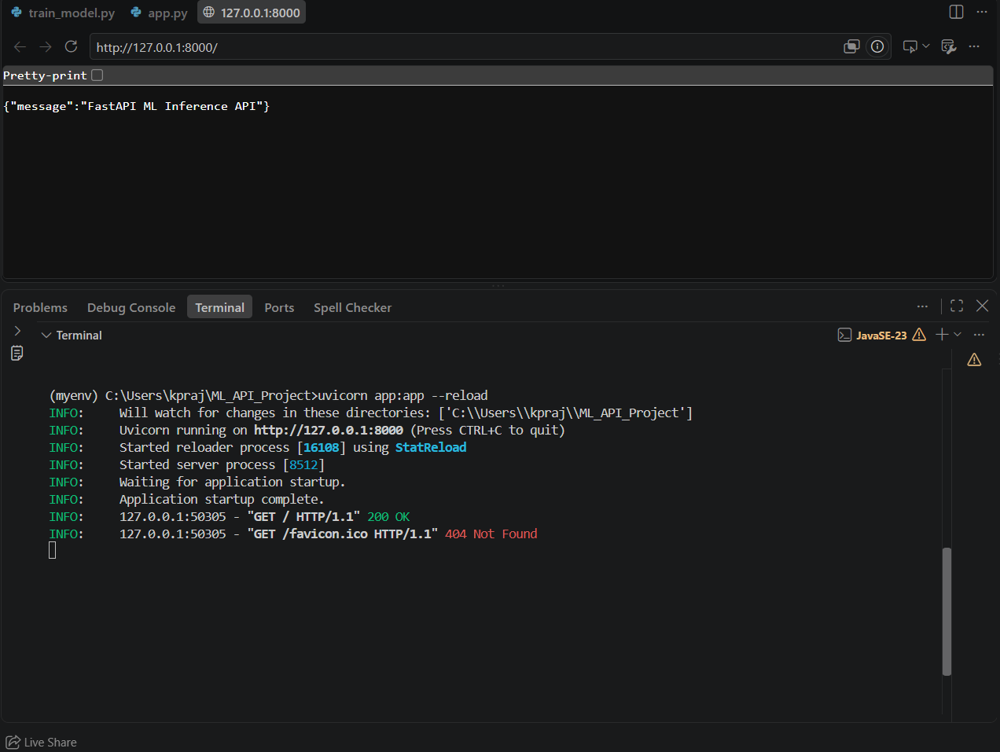 train_model.py app.py 127.0.0.1:8000
http://127.0.0.1:8000/
Pretty-print
{"message":"FastAPI ML Inference API"}
Problems Debug Console Terminal Ports Spell Checker
Terminal JavaSE-23
(myenv) C:\Users\kpraj\ML_API_Project>uvicorn app:app --reload
INFO: Will watch for changes in these directories: ['C:\\Users\\kpraj\\ML_API_Project']
INFO: Uvicorn running on http://127.0.0.1:8000 (Press CTRL+C to quit)
INFO: Started reloader process [16108] using StatReload
INFO: Started server process [8512]
INFO: Waiting for application startup.
INFO: Application startup complete.
INFO: 127.0.0.1:50305 - "GET / HTTP/1.1" 200 OK
INFO: 127.0.0.1:50305 - "GET /favicon.ico HTTP/1.1" 404 Not Found
Live Share